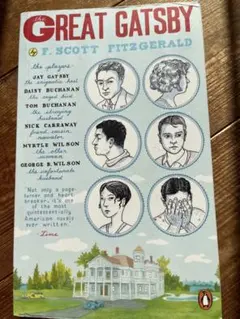 The
GREAT GATSBY
F. SCOTT FITZGERALD
the players:
JAY GATSBY
the enigmatic host
DAISY BUCHANAN
the caged bird
TOM BUCHANAN
the straying
husband
NICK CARRAWAY
friend, cousin,
narrator
MYRTLE WILSON
the other
woman
GEORGE B. WILSON
the unfortunate
husband
"Not only a page-
turner and heart-
breaker, it's one
of the most
quintessentially
American novels
ever written."
Time